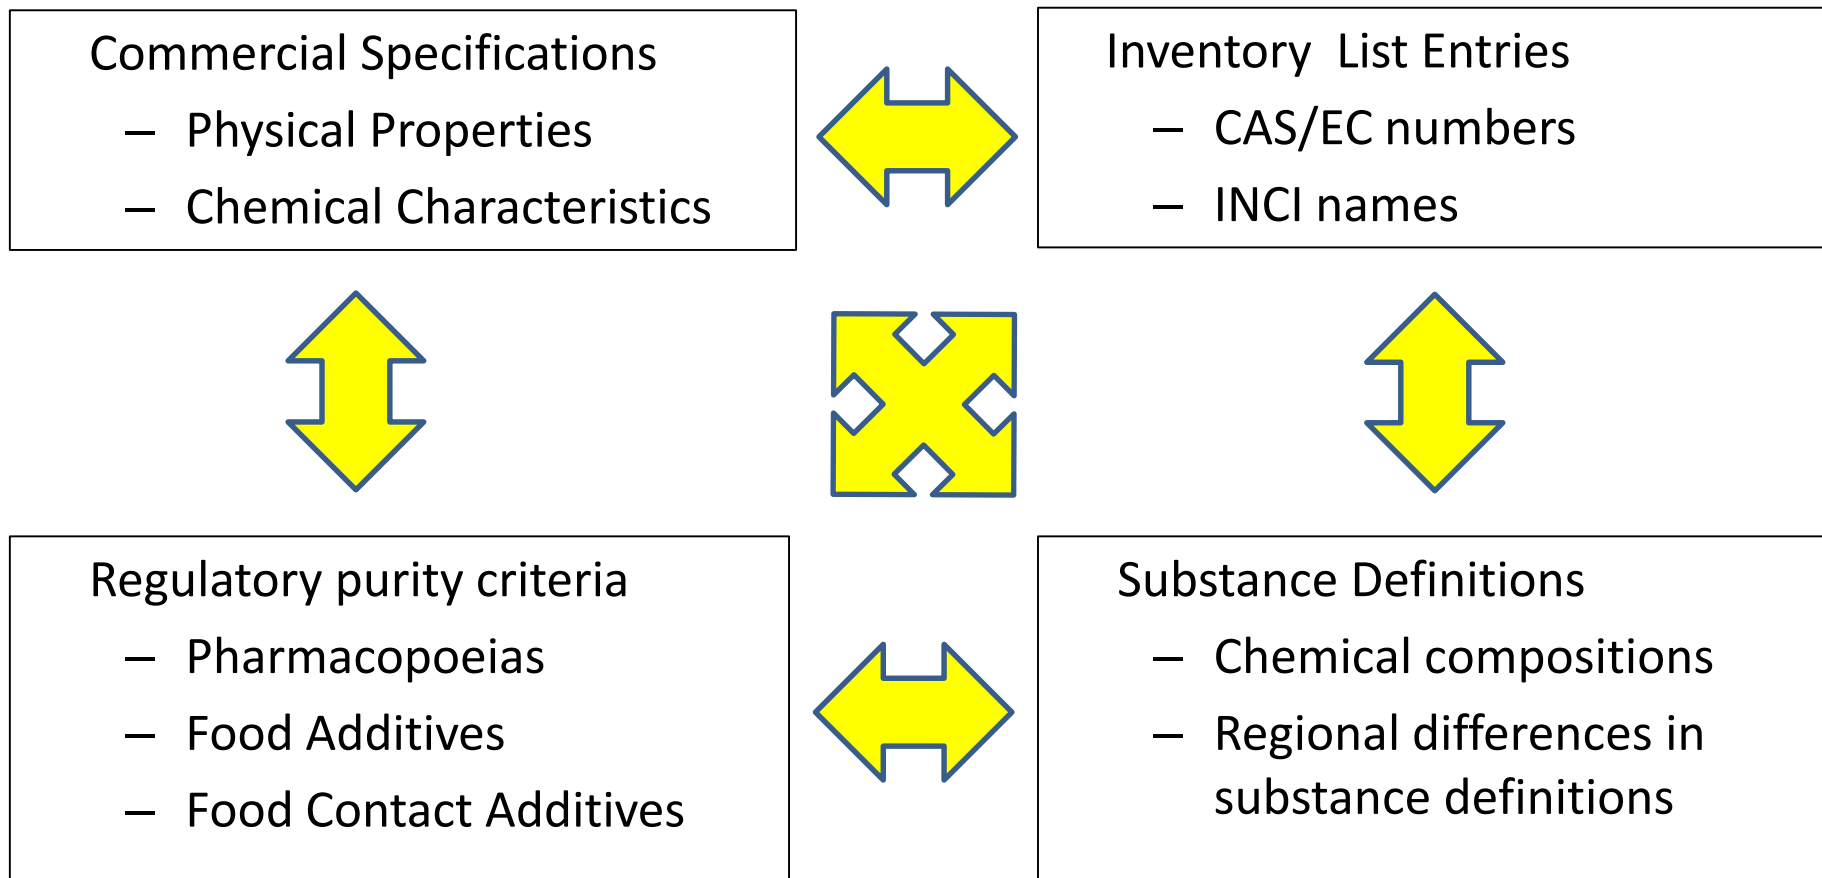 Commercial Specifications
– Physical Properties
– Chemical Characteristics
Inventory  List Entries
– CAS/EC numbers
– INCI names
Regulatory purity criteria
– Pharmacopoeias
– Food Additives
– Food Contact Additives
Substance Definitions
– Chemical compositions
– Regional differences in
substance definitions